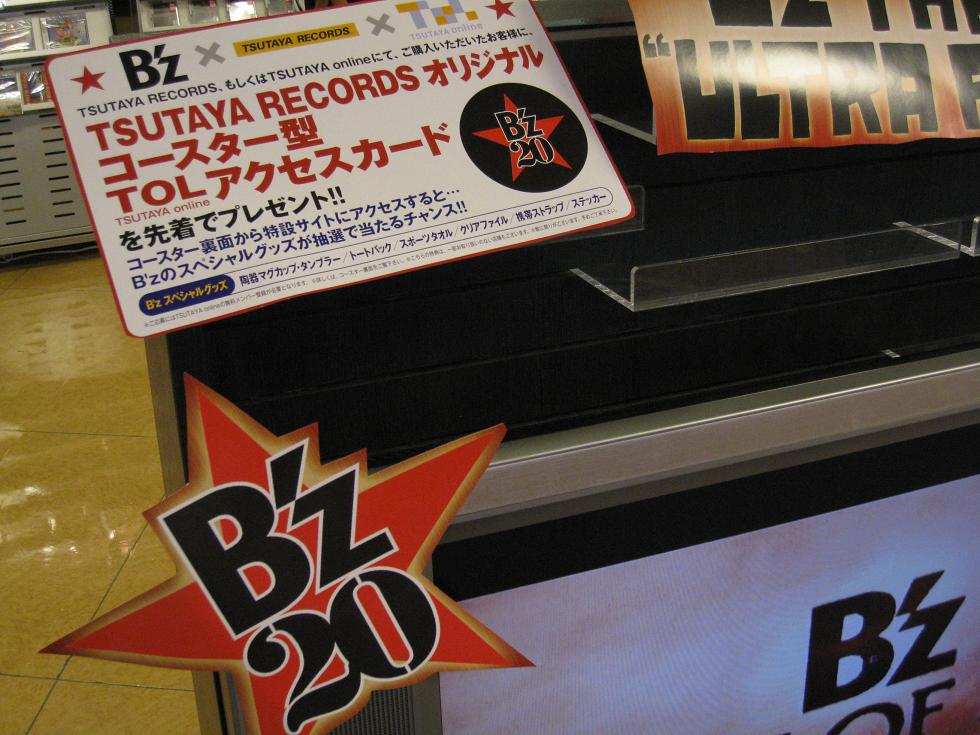 B'z × TSUTAYA RECORDS × TOL
TSUTAYA online
TSUTAYA RECORDS、もしくはTSUTAYA onlineにて、ご購入いただいたお客様に、
TSUTAYA RECORDS オリジナル
コースター型
TOLアクセスカード
TSUTAYA online
を先着でプレゼント!!
コースター裏面から特設サイトにアクセスすると…
B'zのスペシャルグッズが抽選で当たるチャンス!!
B'z スペシャルグッズ 陶器マグカップ・タンブラー/トートバック/スポーツタオル/クリアファイル/携帯ストラップ/ステッカー
B'z
20
"ULTRA
B'z
20
B'z
OF